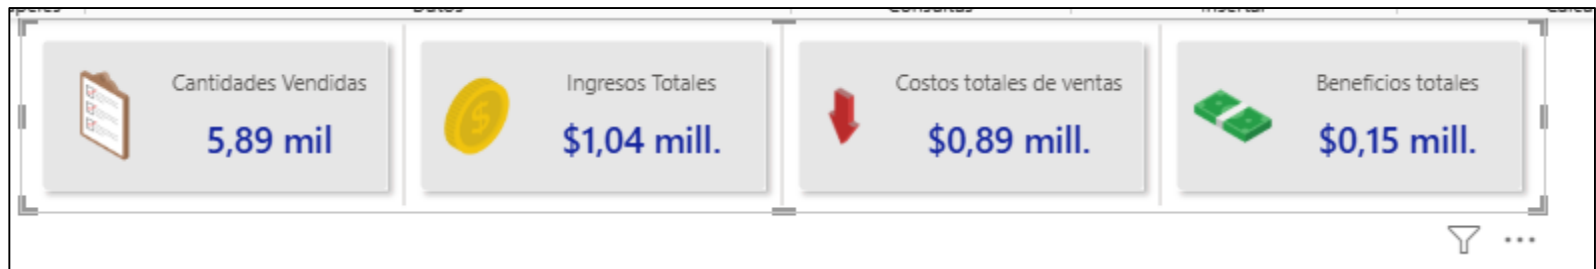 Cantidades Vendidas
5,89 mil
Ingresos Totales
$1,04 mill.
Costos totales de ventas
$0,89 mill.
Beneficios totales
$0,15 mill.